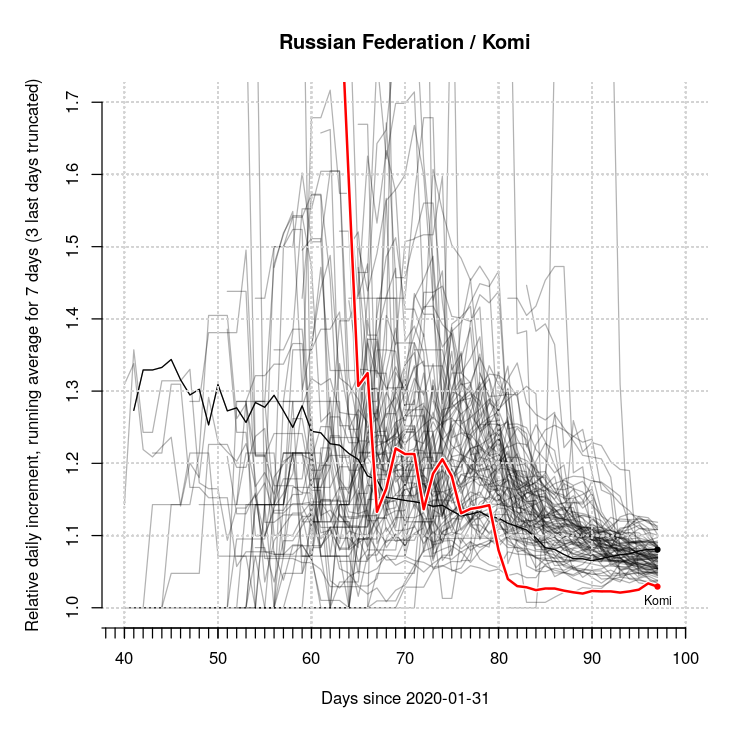 Russian Federation / Komi
Relative daily increment, running average for 7 days (3 last days truncated)
1.7
1.6
1.5
1.4
1.3
1.2
1.1
1.0
Komi
40 50 60 70 80 90 100
Days since 2020-01-31